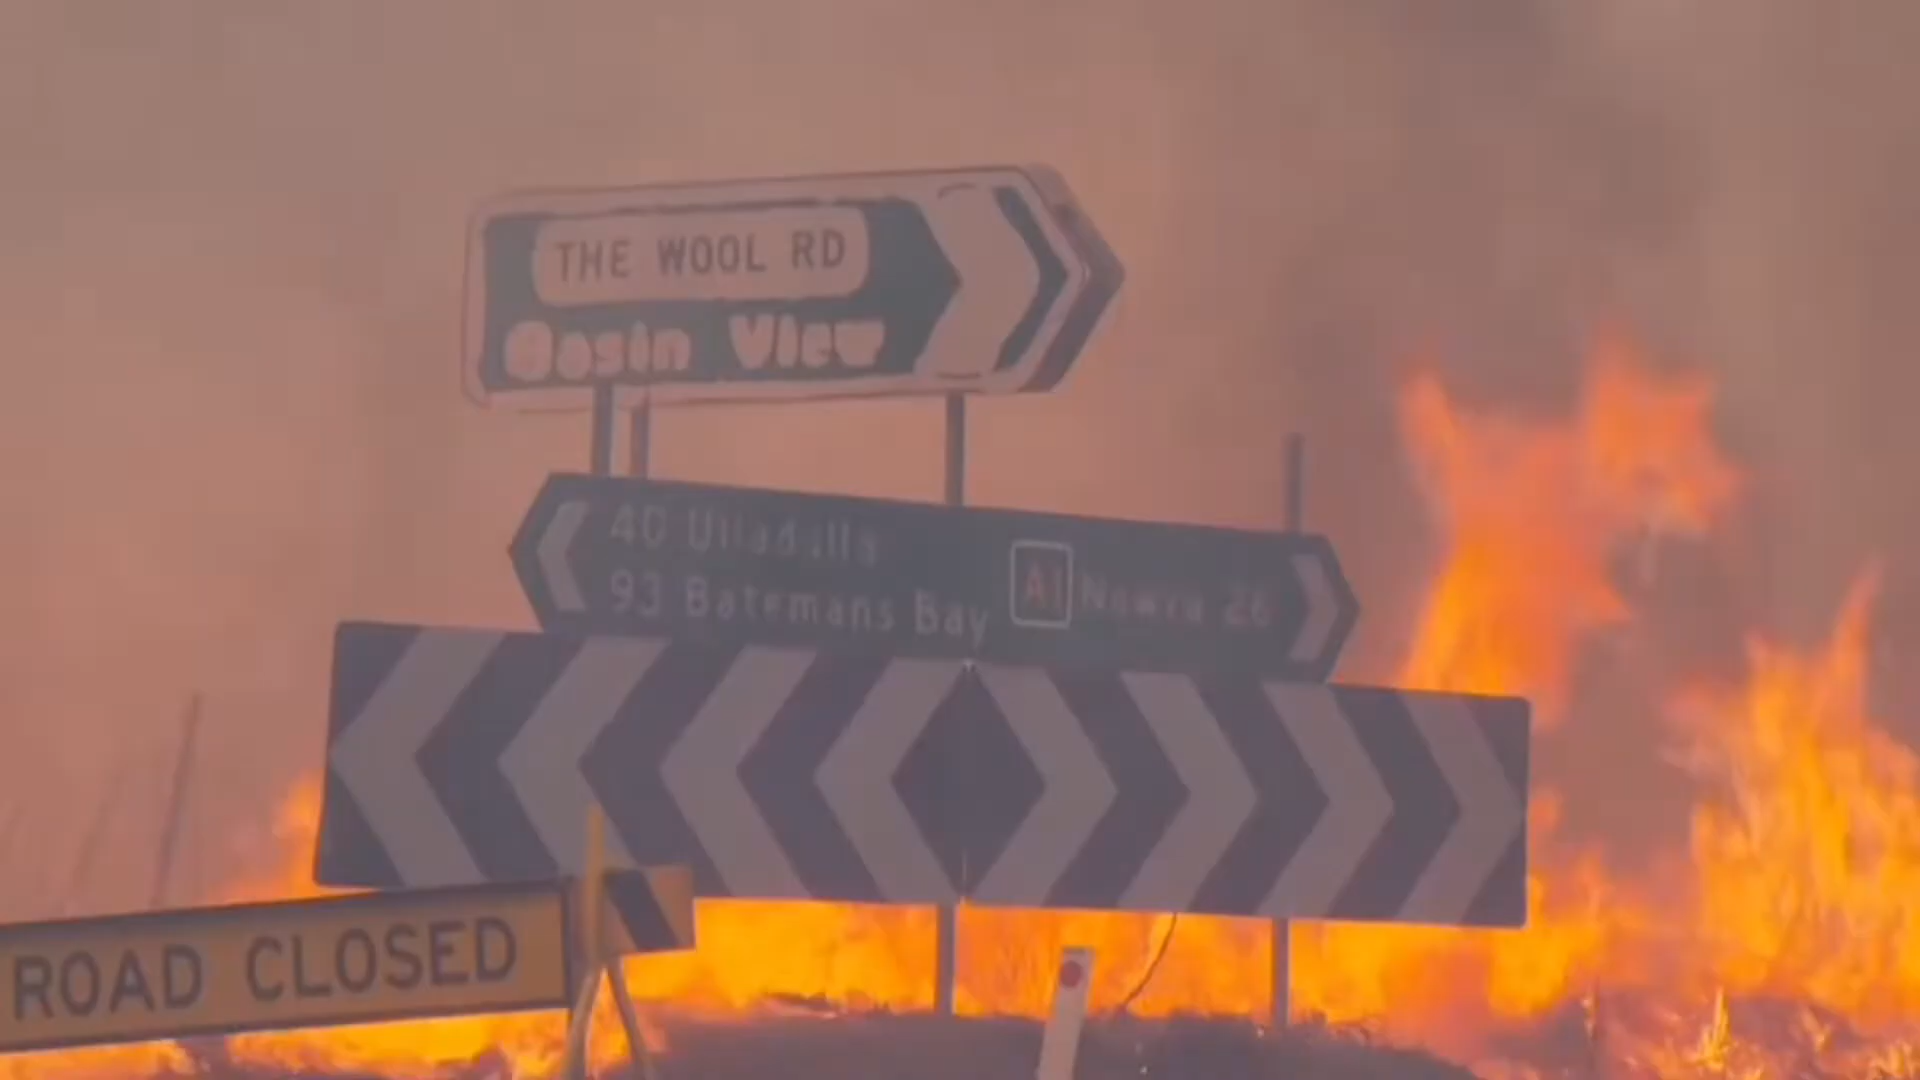 THE WOOL RD
Basin View
40 Ulladulla
93 Batemans Bay
A1 Nowra 26
ROAD CLOSED